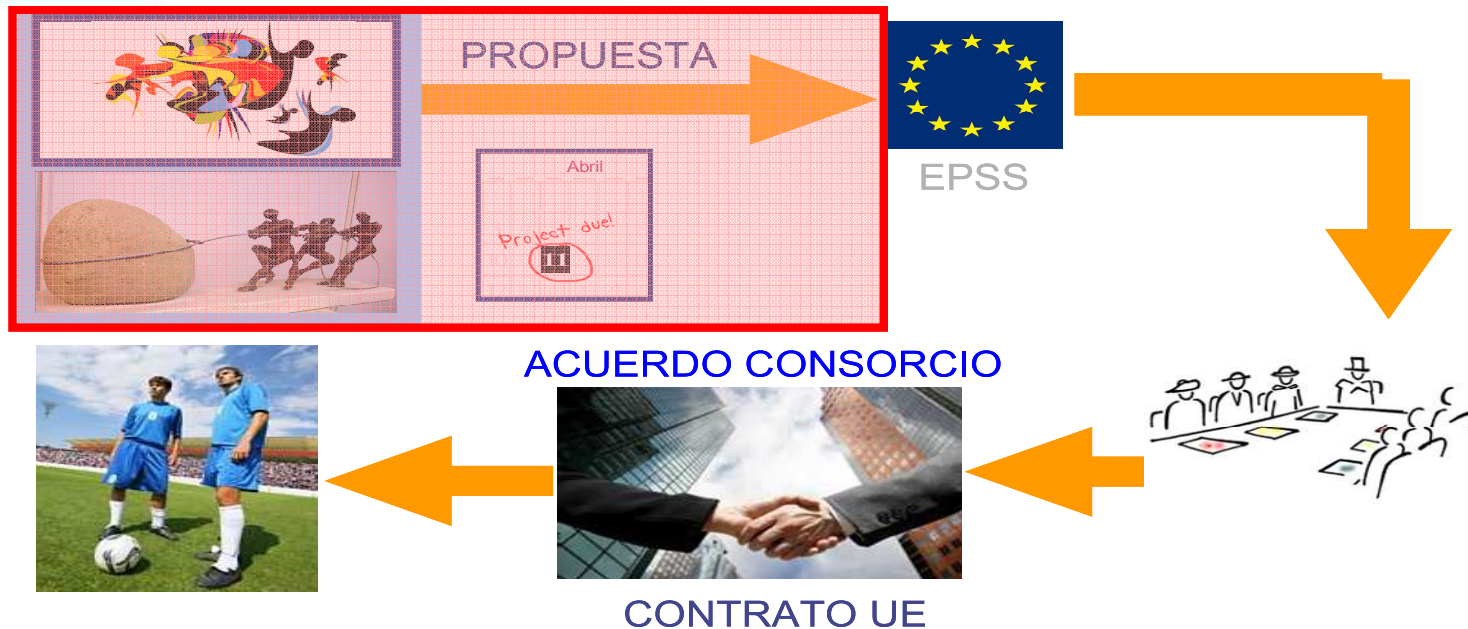 PROPUESTA
EPSS
Abril
Project due!
ACUERDO CONSORCIO
CONTRATO UE